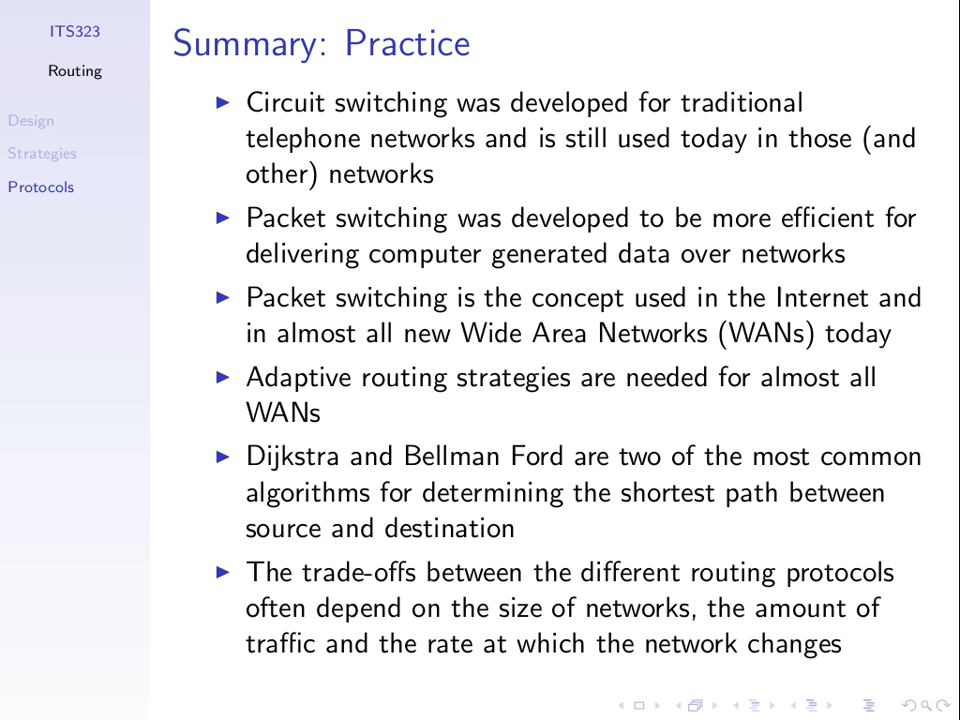 ITS323
Routing
Design
Strategies
Protocols
Summary: Practice
Circuit switching was developed for traditional
telephone networks and is still used today in those (and
other) networks
Packet switching was developed to be more efficient for
delivering computer generated data over networks
Packet switching is the concept used in the Internet and
in almost all new Wide Area Networks (WANs) today
Adaptive routing strategies are needed for almost all
WANs
Dijkstra and Bellman Ford are two of the most common
algorithms for determining the shortest path between
source and destination
The trade-offs between the different routing protocols
often depend on the size of networks, the amount of
traffic and the rate at which the network changes